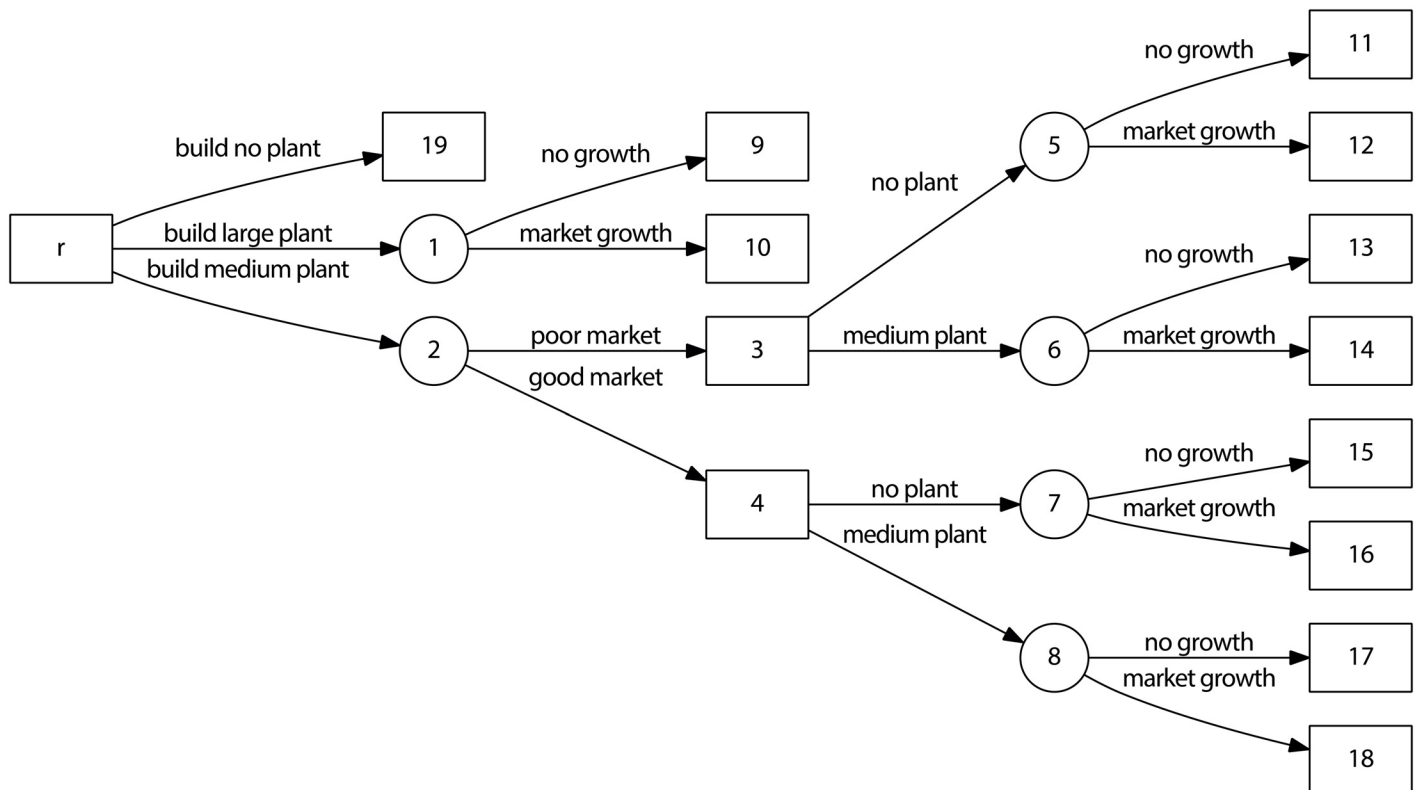 no growth
11
build no plant
19
no growth
9
5
market growth
12
no plant
r
build large plant
1
market growth
10
no growth
13
build medium plant
2
poor market
3
medium plant
6
market growth
14
good market
no growth
15
4
no plant
7
market growth
medium plant
16
8
no growth
17
market growth
18